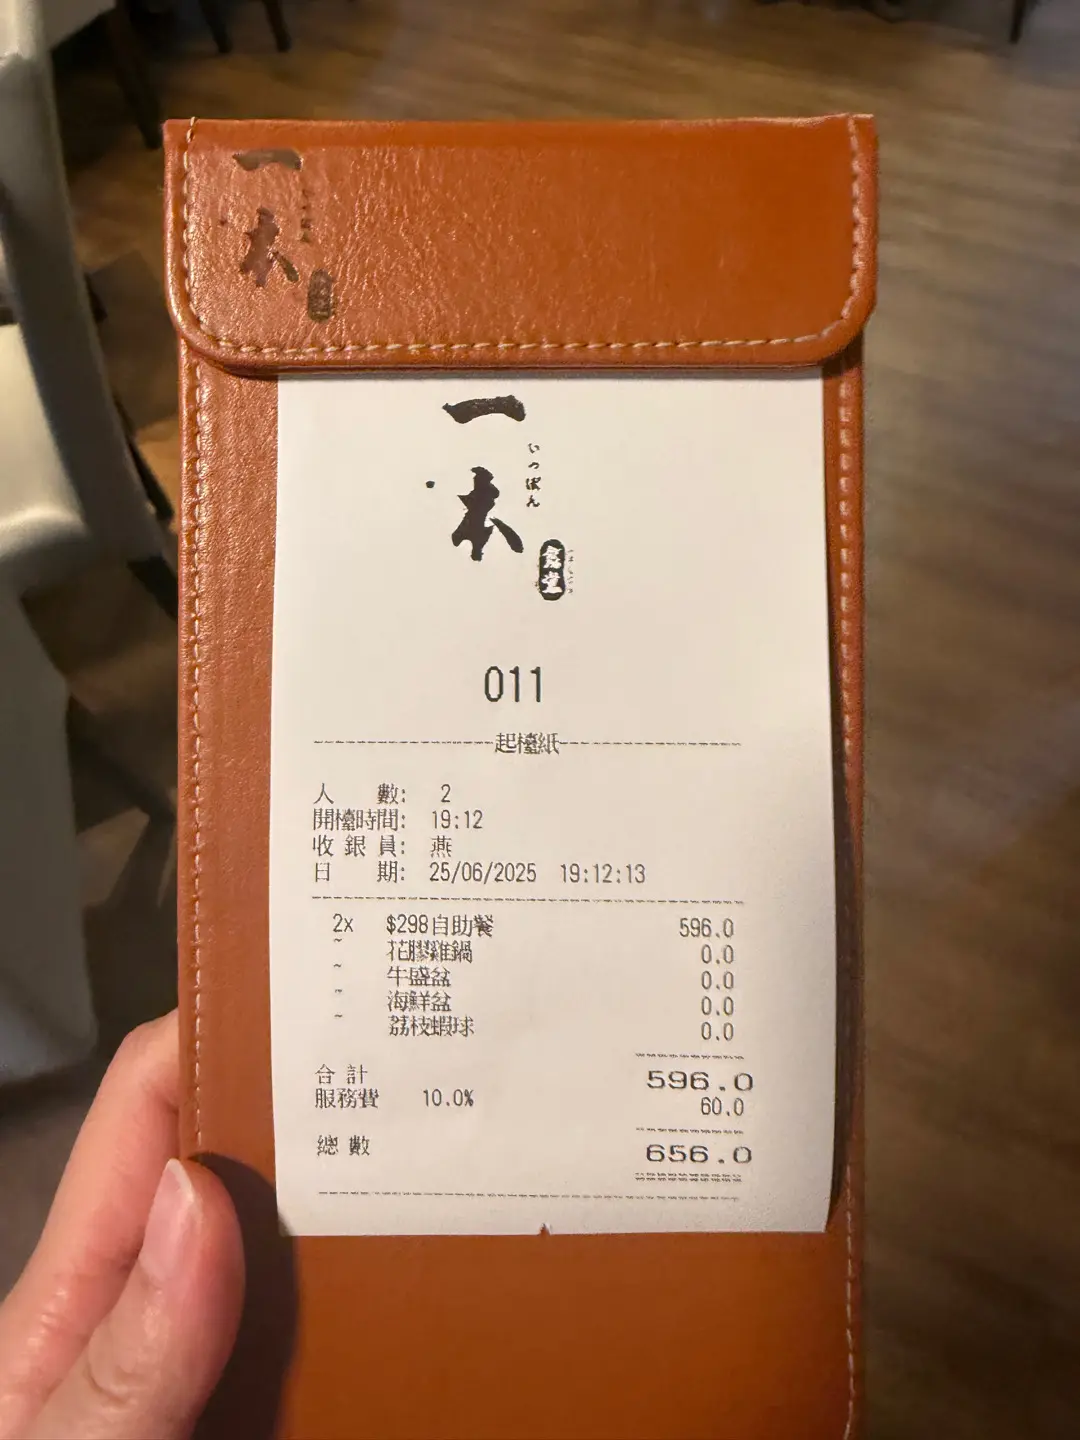 一本
一本
いっぽん
食堂
011
起檯紙
人 數: 2
開檯時間: 19:12
收 銀 員: 燕
日 期: 25/06/2025 19:12:13
2x $298自助餐 596.0
~ 花膠雞鍋 0.0
~ 牛盛盆 0.0
~ 海鮮盆 0.0
~ 荔枝蝦球 0.0
合 計 596.0
服務費 10.0% 60.0
總 數 656.0